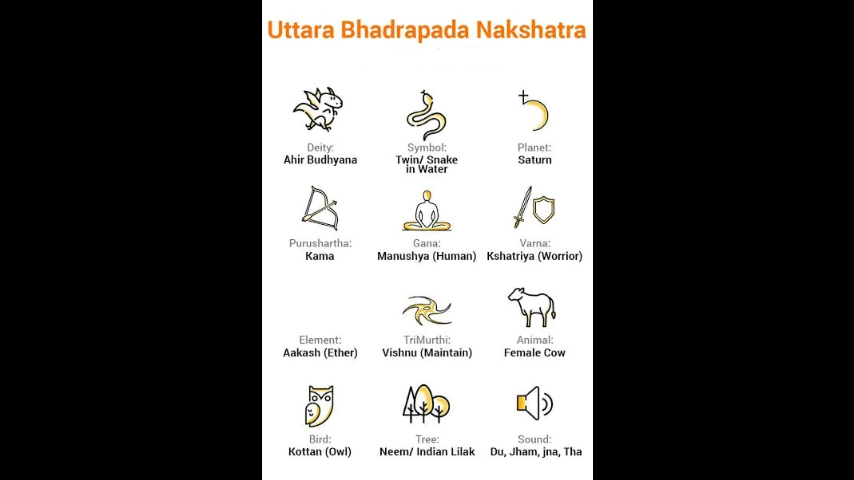 Uttara Bhadrapada Nakshatra
Deity:
Ahir Budhyana
Symbol:
Twin/ Snake
in Water
Planet:
Saturn
Purushartha:
Kama
Gana:
Manushya (Human)
Varna:
Kshatriya (Worrior)
Element:
Aakash (Ether)
TriMurthi:
Vishnu (Maintain)
Animal:
Female Cow
Bird:
Kottan (Owl)
Tree:
Neem/ Indian Lilak
Sound:
Du, Jham, jna, Tha